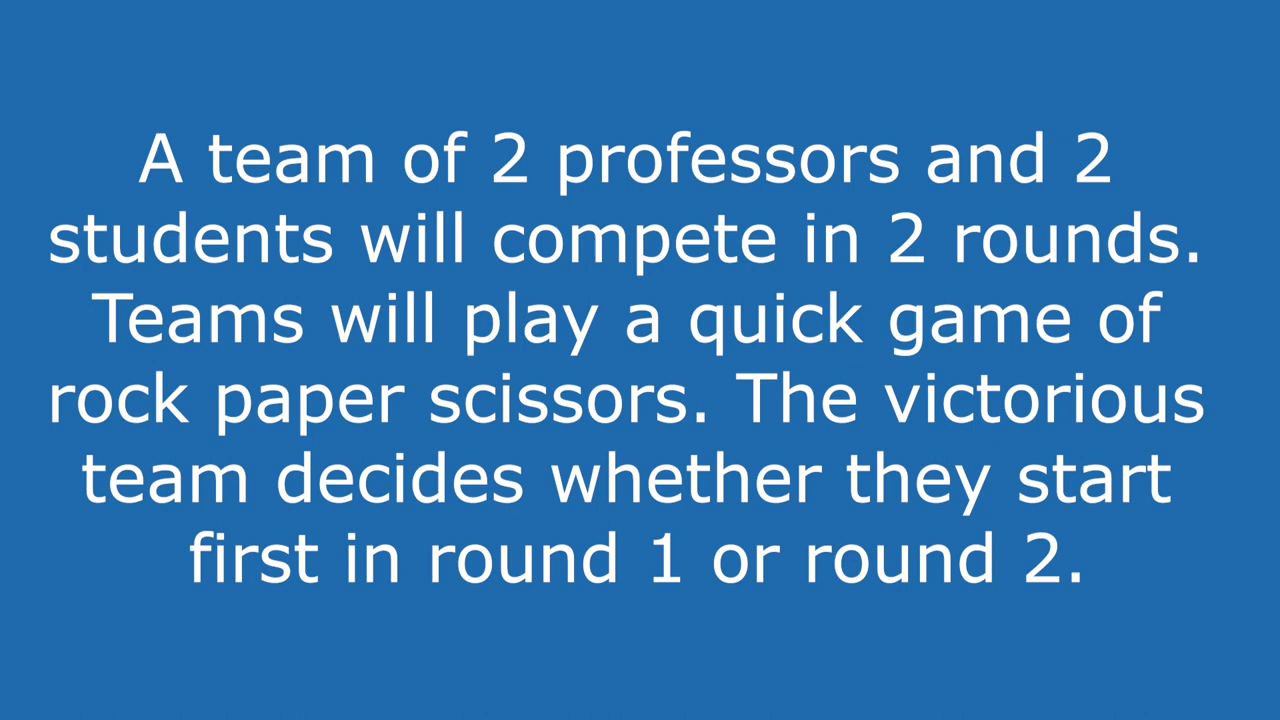 A team of 2 professors and 2
students will compete in 2 rounds.
Teams will play a quick game of
rock paper scissors. The victorious
team decides whether they start
first in round 1 or round 2.